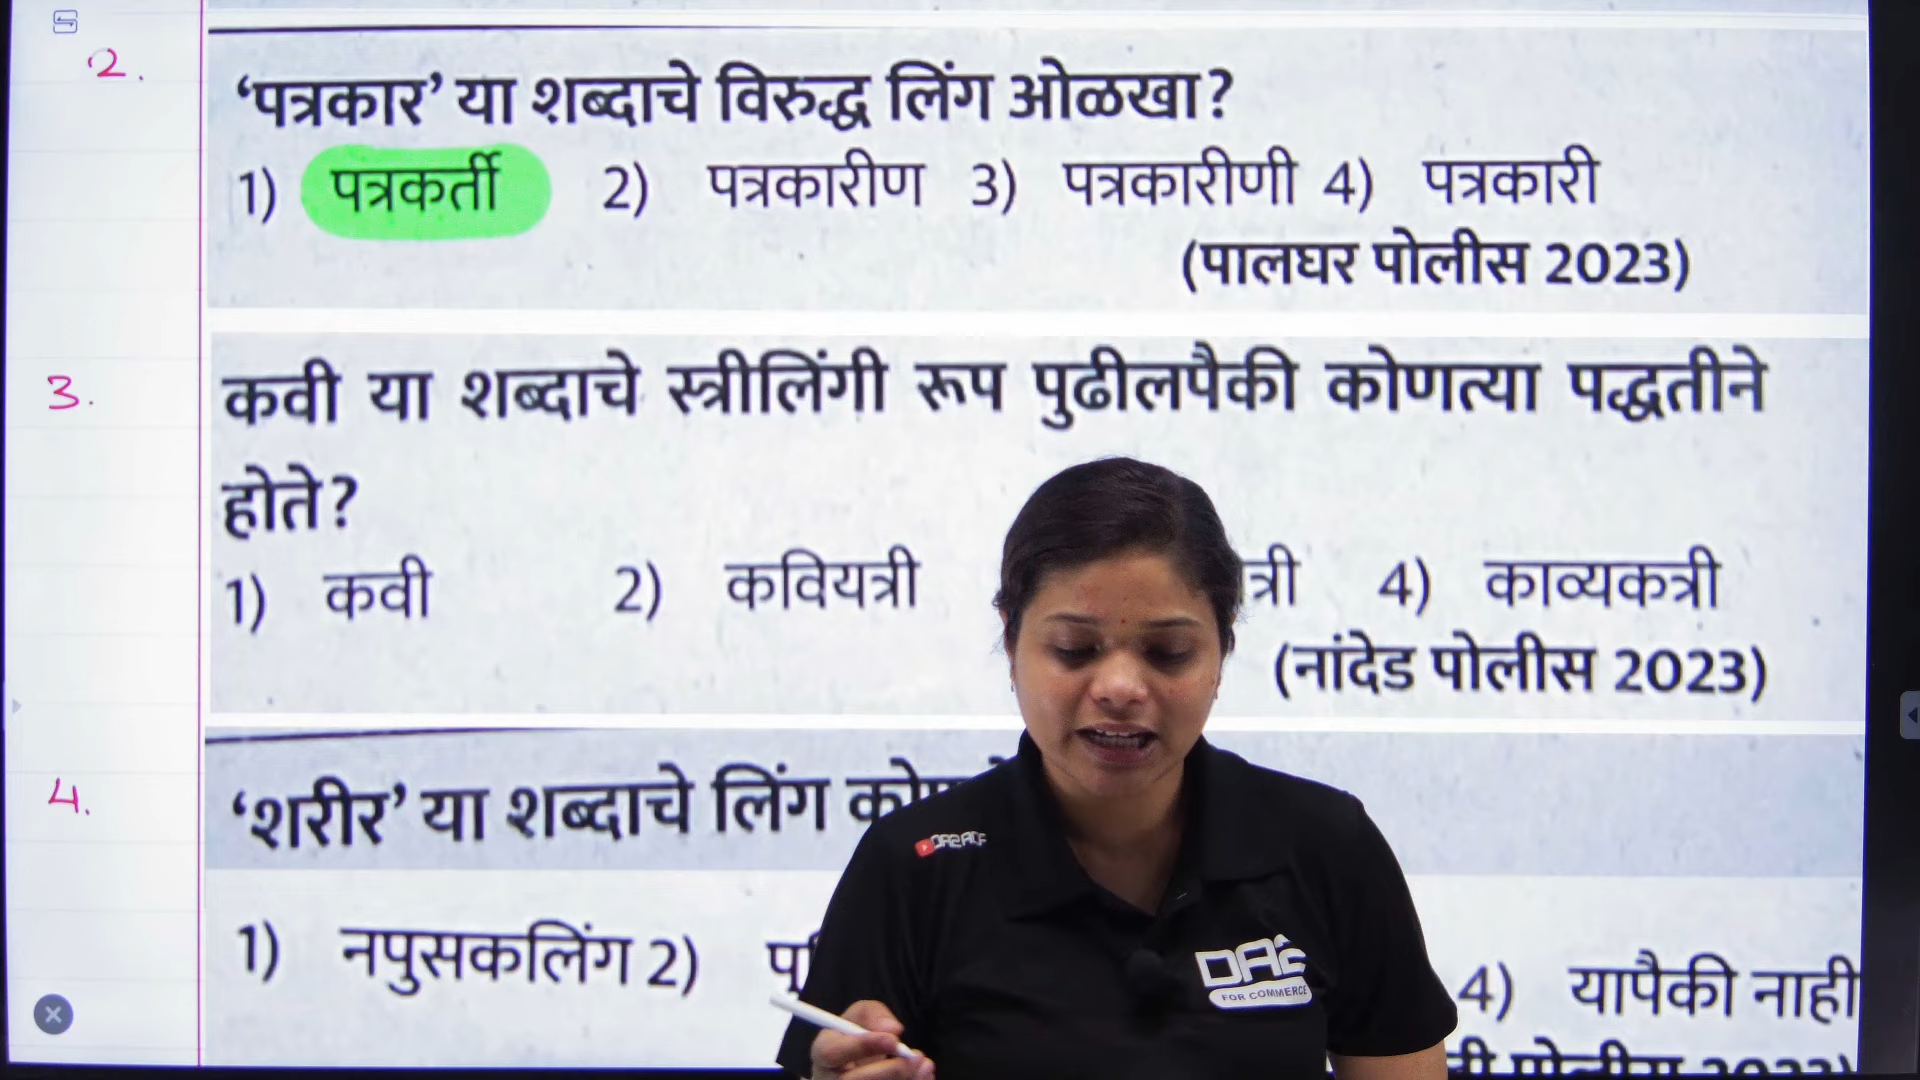 2.
‘पत्रकार’ या शब्दाचे विरुद्ध लिंग ओळखा?
1) पत्रकर्ती 2) पत्रकारीण 3) पत्रकारीणी 4) पत्रकारी
(पालघर पोलीस 2023)
3.
कवी या शब्दाचे स्त्रीलिंगी रूप पुढीलपैकी कोणत्या पद्धतीने
होते?
1) कवी 2) कवियत्री 4) काव्यकत्री
(नांदेड पोलीस 2023)
4.
‘शरीर’ या शब्दाचे लिंग
1) नपुसकलिंग 2) 4) यापैकी नाही
पोलीस 2023)
DA2
FOR COMMERCE